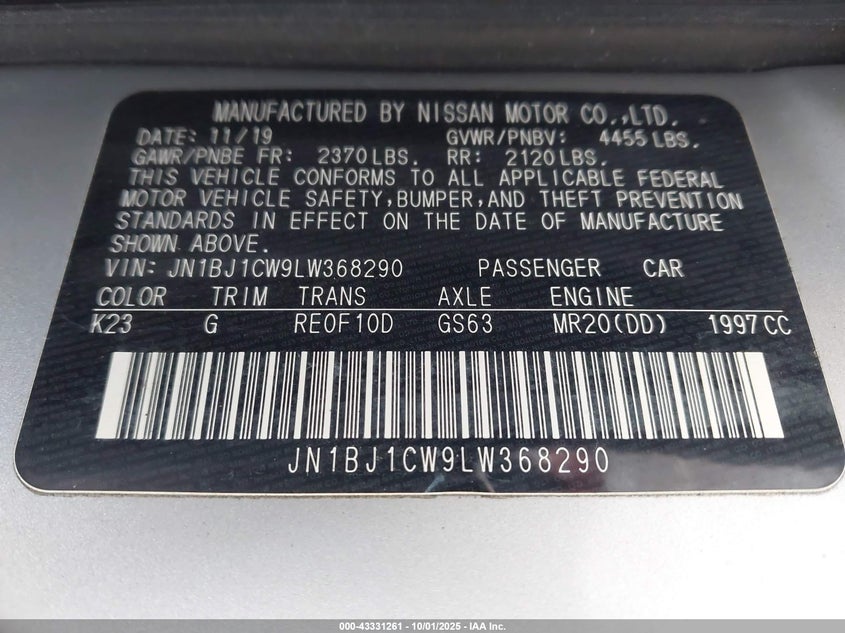 MANUFACTURED BY NISSAN MOTOR CO.,LTD.
DATE: 11/19 GVWR/PNBV: 4455 LBS.
GAWR/PNBE FR: 2370 LBS. RR: 2120 LBS.
THIS VEHICLE CONFORMS TO ALL APPLICABLE FEDERAL
MOTOR VEHICLE SAFETY, BUMPER, AND THEFT PREVENTION
STANDARDS IN EFFECT ON THE DATE OF MANUFACTURE
SHOWN ABOVE.
VIN: JN1BJ1CW9LW368290 PASSENGER CAR
COLOR TRIM TRANS AXLE ENGINE
K23 G RE0F10D GS63 MR20(DD) 1997 CC
JN1BJ1CW9LW368290
000-43331261 - 10/01/2025 - IAA Inc.